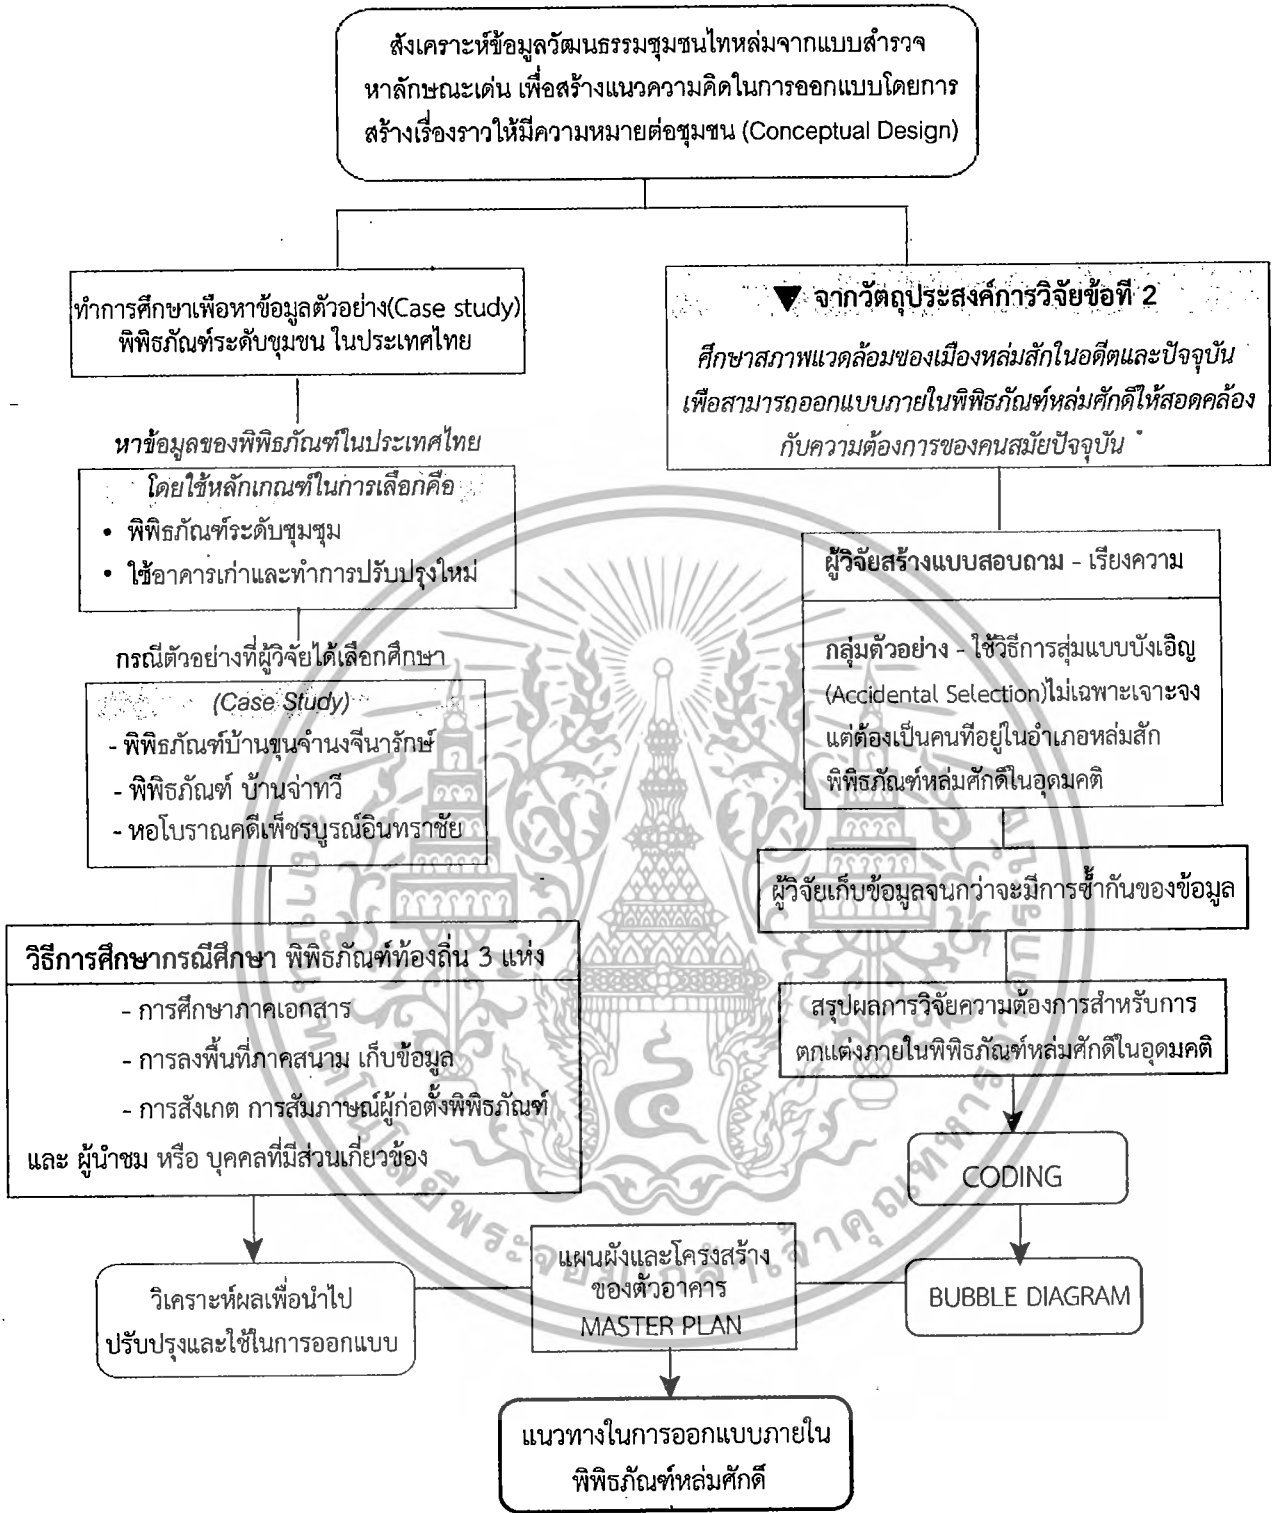 สังเคราะห์ข้อมูลวัฒนธรรมชุมชนไทหล่มจากแบบสำรวจ
หาลักษณะเด่น เพื่อสร้างแนวความคิดในการออกแบบโดยการ
สร้างเรื่องราวให้มีความหมายต่อชุมชน (Conceptual Design)
ทำการศึกษาเพื่อหาข้อมูลตัวอย่าง(Case study)
พิพิธภัณฑ์ระดับชุมชน ในประเทศไทย
หาข้อมูลของพิพิธภัณฑ์ในประเทศไทย
โดยใช้หลักเกณฑ์ในการเลือกคือ
• พิพิธภัณฑ์ระดับชุมชุม
• ใช้อาคารเก่าและทำการปรับปรุงใหม่
กรณีตัวอย่างที่ผู้วิจัยได้เลือกศึกษา
(Case Study)
- พิพิธภัณฑ์บ้านขุนจำนงจีนารักษ์
- พิพิธภัณฑ์ บ้านจ่าทวี
- หอโบราณคดีเพ็ชรบูรณ์อินทราชัย
วิธีการศึกษากรณีศึกษา พิพิธภัณฑ์ท้องถิ่น 3 แห่ง
- การศึกษาภาคเอกสาร
- การลงพื้นที่ภาคสนาม เก็บข้อมูล
- การสังเกต การสัมภาษณ์ผู้ก่อตั้งพิพิธภัณฑ์
และ ผู้นำชม หรือ บุคคลที่มีส่วนเกี่ยวข้อง
วิเคราะห์ผลเพื่อนำไป
ปรับปรุงและใช้ในการออกแบบ
▼ จากวัตถุประสงค์การวิจัยข้อที่ 2
ศึกษาสภาพแวดล้อมของเมืองหล่มสักในอดีตและปัจจุบัน
เพื่อสามารถออกแบบภายในพิพิธภัณฑ์หล่มศักดิ์ให้สอดคล้อง
กับความต้องการของคนสมัยปัจจุบัน
ผู้วิจัยสร้างแบบสอบถาม - เรียงความ
กลุ่มตัวอย่าง - ใช้วิธีการสุ่มแบบบังเอิญ
(Accidental Selection)ไม่เฉพาะเจาะจง
แต่ต้องเป็นคนที่อยู่ในอำเภอหล่มสัก
พิพิธภัณฑ์หล่มศักดิ์ในอุดมคติ
ผู้วิจัยเก็บข้อมูลจนกว่าจะมีการซ้ำกันของข้อมูล
สรุปผลการวิจัยความต้องการสำหรับการ
ตกแต่งภายในพิพิธภัณฑ์หล่มศักดิ์ในอุดมคติ
CODING
BUBBLE DIAGRAM
แผนผังและโครงสร้าง
ของตัวอาคาร
MASTER PLAN
แนวทางในการออกแบบภายใน
พิพิธภัณฑ์หล่มศักดิ์